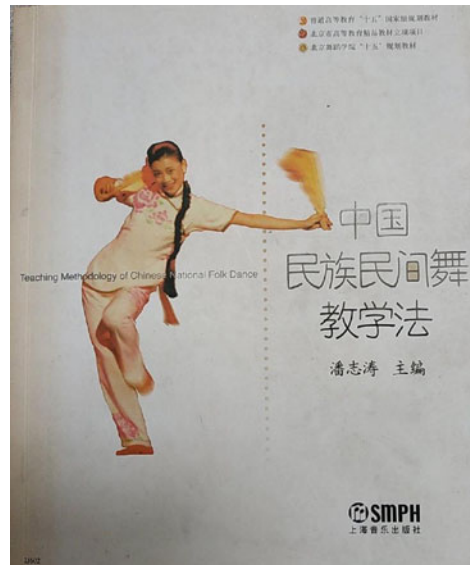 普通高等教育“十五”国家级规划教材
北京市高等教育精品教材立项项目
北京舞蹈学院“十五”规划教材
中国
民族民间舞
教学法
Teaching Methodology of Chinese National Folk Dance
潘志涛 主编
SMPH
上海音乐出版社